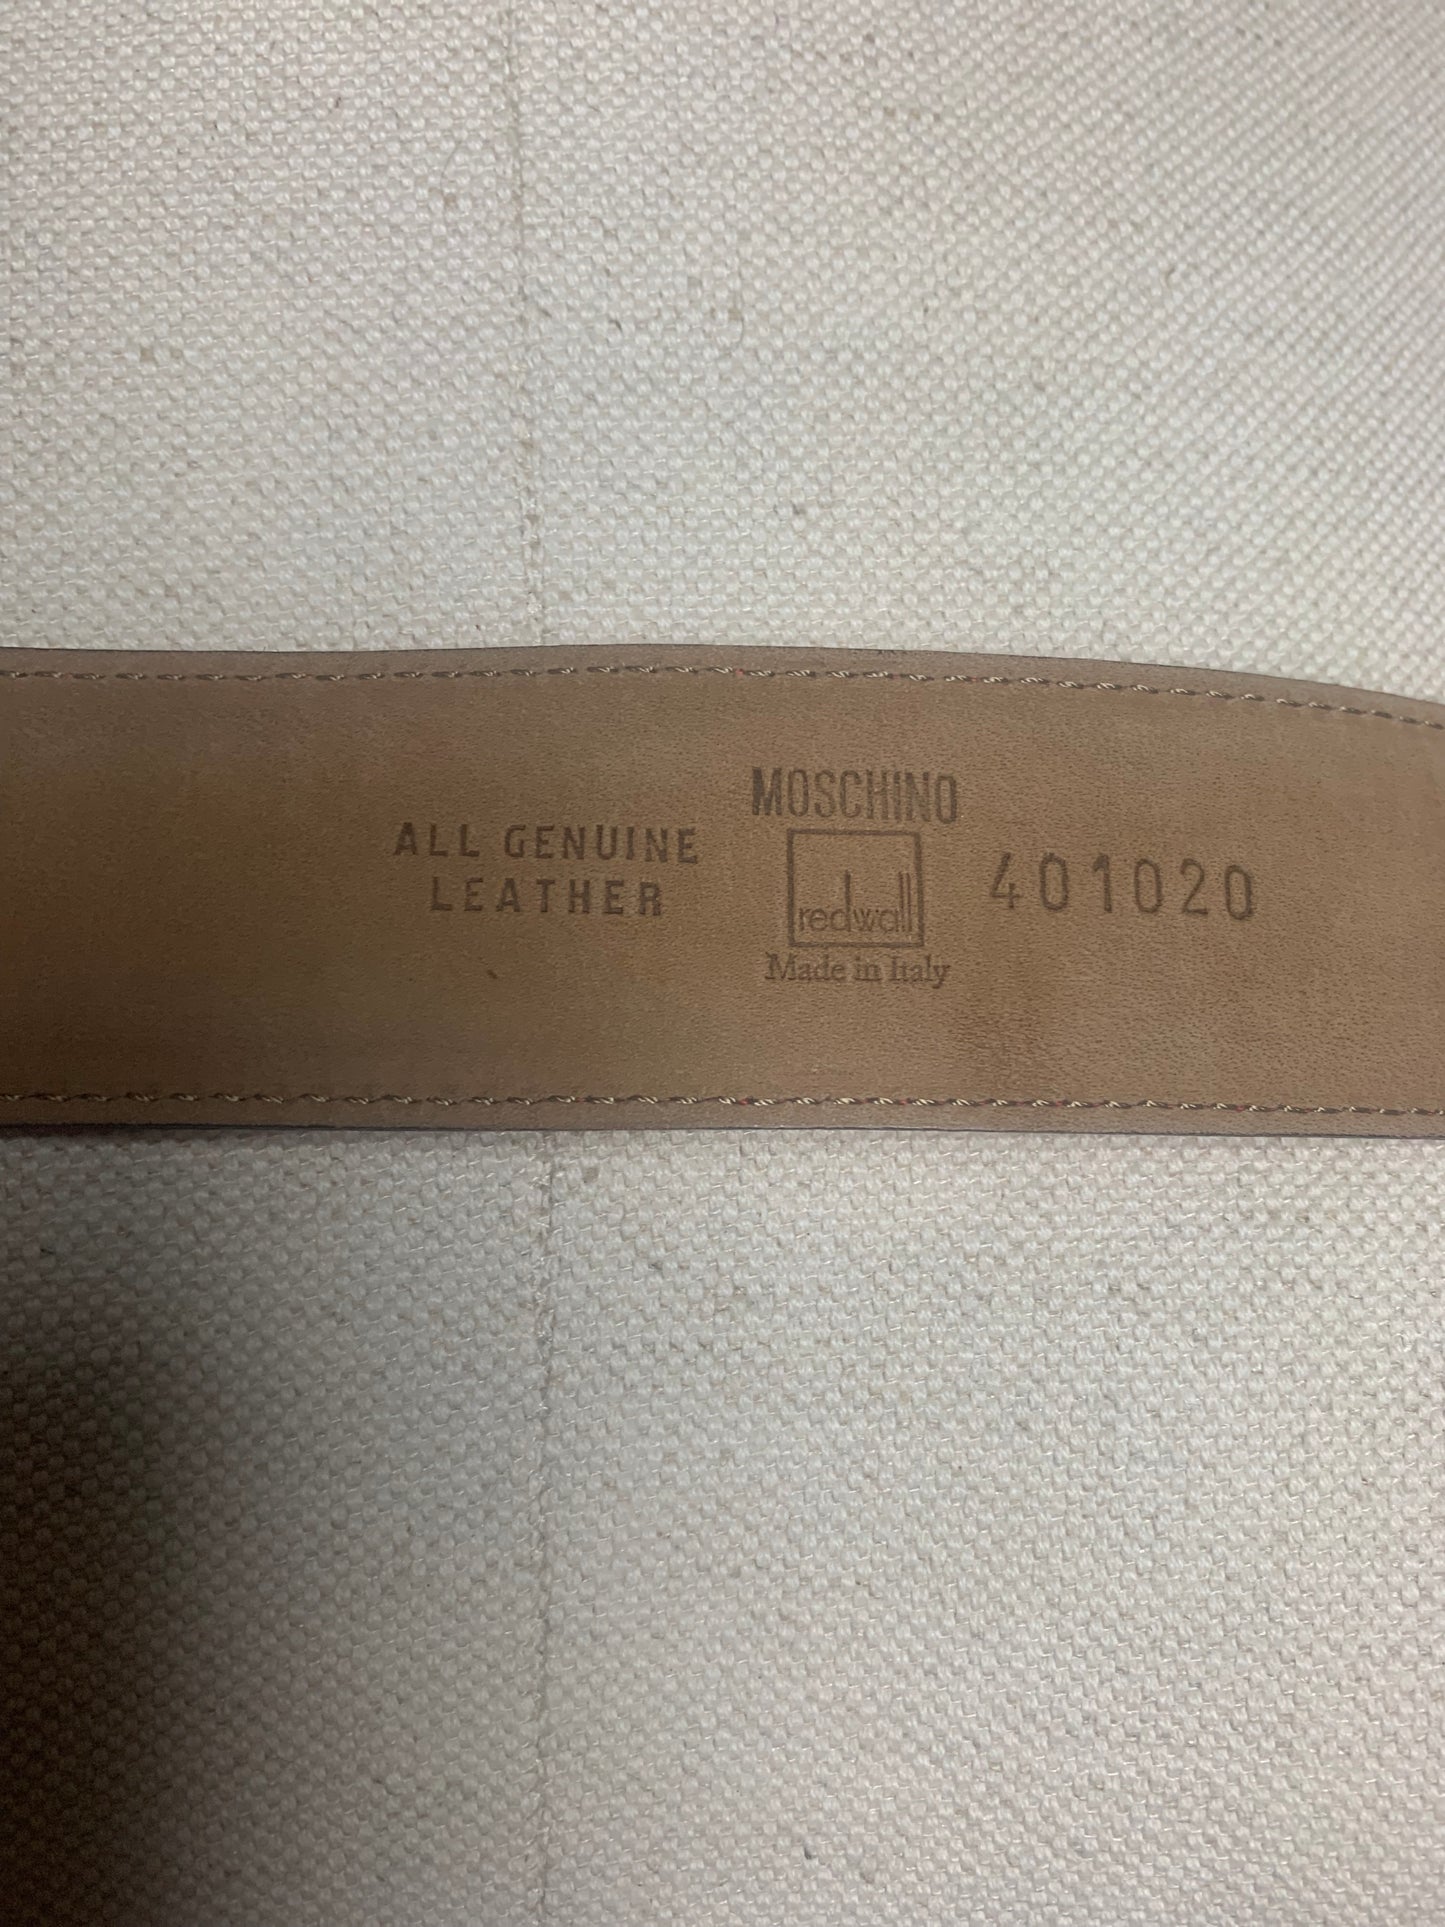 ALL GENUINE
LEATHER
MOSCHINO
redwall
Made in Italy
401020